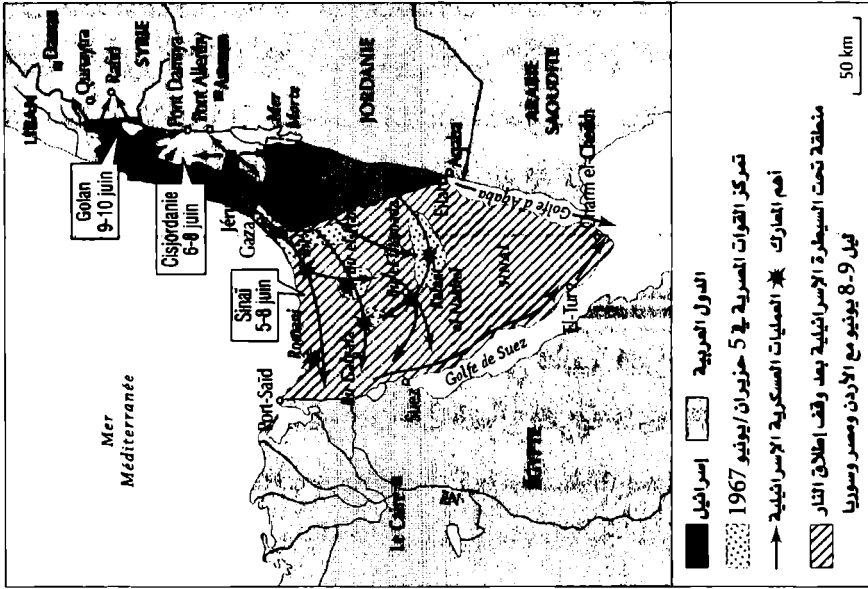 LIBAN
Damas
Qunaytra
Rafid
SYRIE
Golan
9-10 juin
Pont Damiya
Pont Allenby
Amman
Cisjordanie
6-8 juin
Mer
Morte
Mer
Méditerranée
Gaza
JORDANIE
Sinaï
5-8 juin
Romani
Port-Saïd
Suez
Le Caire
Eilat
Aqaba
ARABIE
SAOUDITE
SINAÏ
Golfe d'Aqaba
Golfe de Suez
El-Tur
Charm el-Cheikh
ÉGYPTE
إسرائيل
الدول العربية
تمركز القوات المصرية في 5 حزيران/يونيو 1967
العمليات العسكرية الإسرائيلية
أهم المعارك
منطقة تحت السيطرة الإسرائيلية بعد وقف إطلاق النار
ليل 9-8 يونيو مع الأردن ومصر وسوريا
50 km